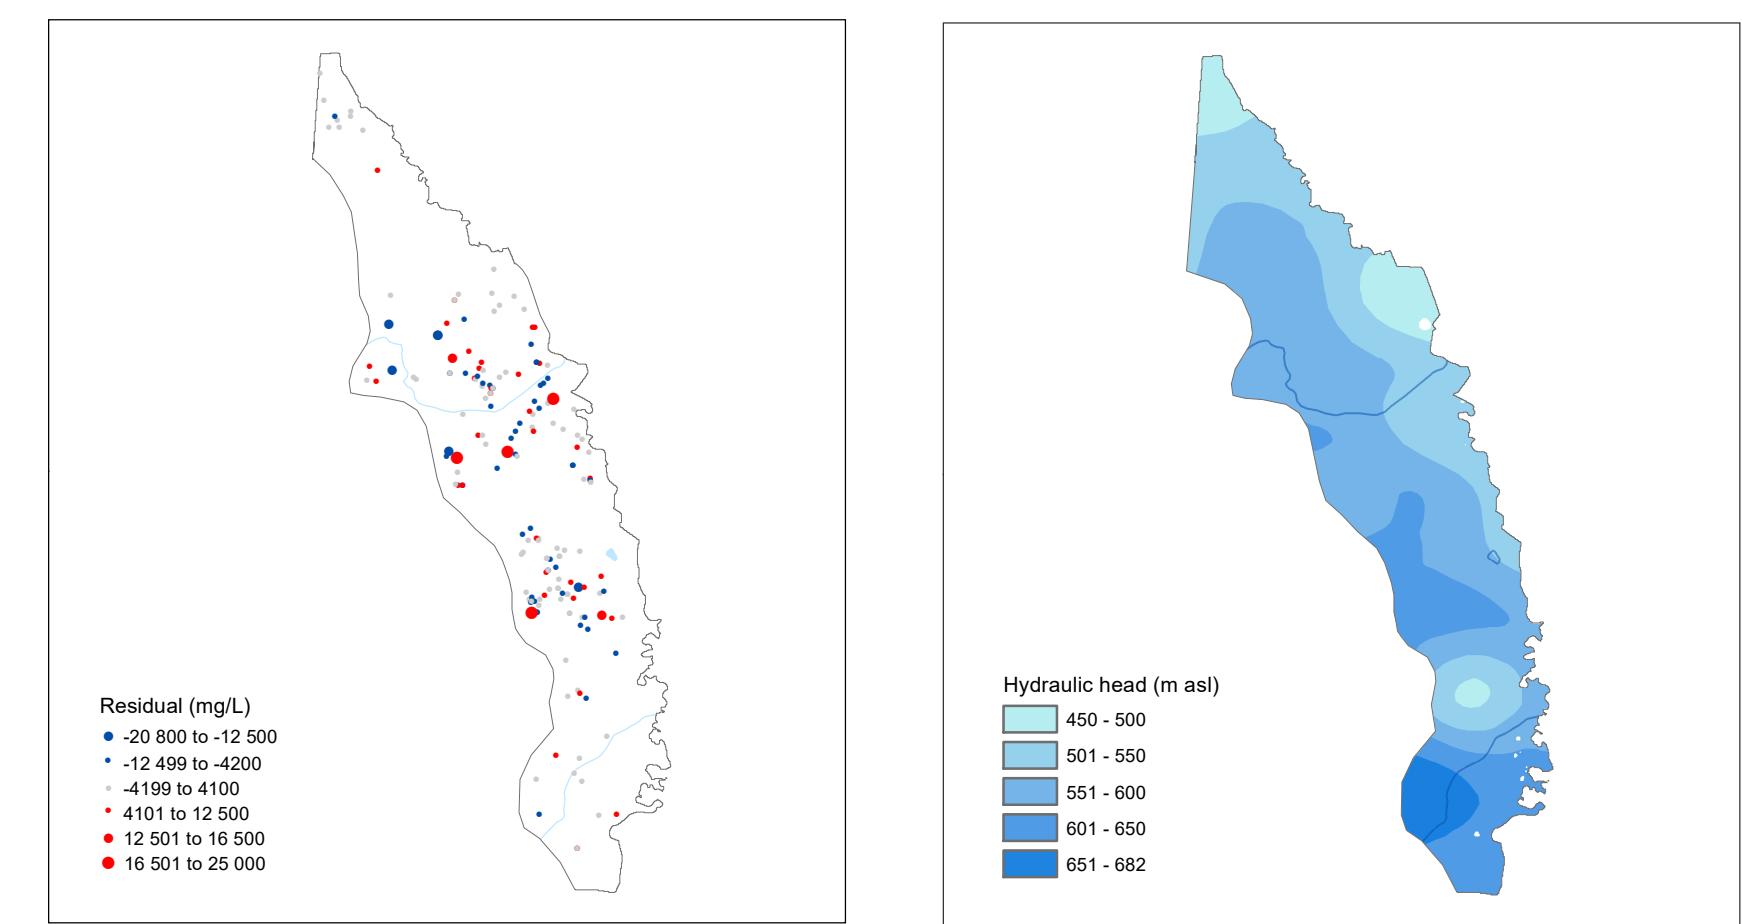 Residual (mg/L)
-20 800 to -12 500
-12 499 to -4200
-4199 to 4100
4101 to 12 500
12 501 to 16 500
16 501 to 25 000
Hydraulic head (m asl)
450 - 500
501 - 550
551 - 600
601 - 650
651 - 682